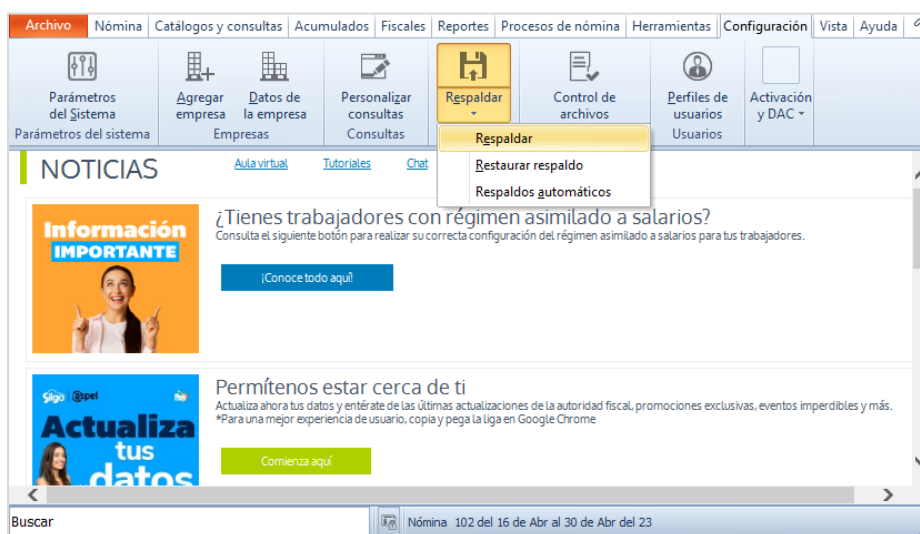 Archivo Nómina Catálogos y consultas Acumulados Fiscales Reportes Procesos de nómina Herramientas Configuración Vista Ayuda
Parámetros del Sistema
Agregar empresa
Datos de la empresa
Personalizar consultas
Respaldar
Control de archivos
Perfiles de usuarios
Activación y DAC
Parámetros del sistema Empresas Consultas Usuarios
Respaldar
Restaurar respaldo
Respaldos automáticos
NOTICIAS Aula virtual Tutoriales Chat
Información
IMPORTANTE
¿Tienes trabajadores con régimen asimilado a salarios?
Consulta el siguiente botón para realizar su correcta configuración del régimen asimilado a salarios para tus trabajadores.
¡Conoce todo aquí!
Siigo aspel
Actualiza
tus
datos
Permítenos estar cerca de ti
Actualiza ahora tus datos y entérate de las últimas actualizaciones de la autoridad fiscal, promociones exclusivas, eventos imperdibles y más.
*Para una mejor experiencia de usuario, copia y pega la liga en Google Chrome
Comienza aquí
Buscar Nómina 102 del 16 de Abr al 30 de Abr del 23